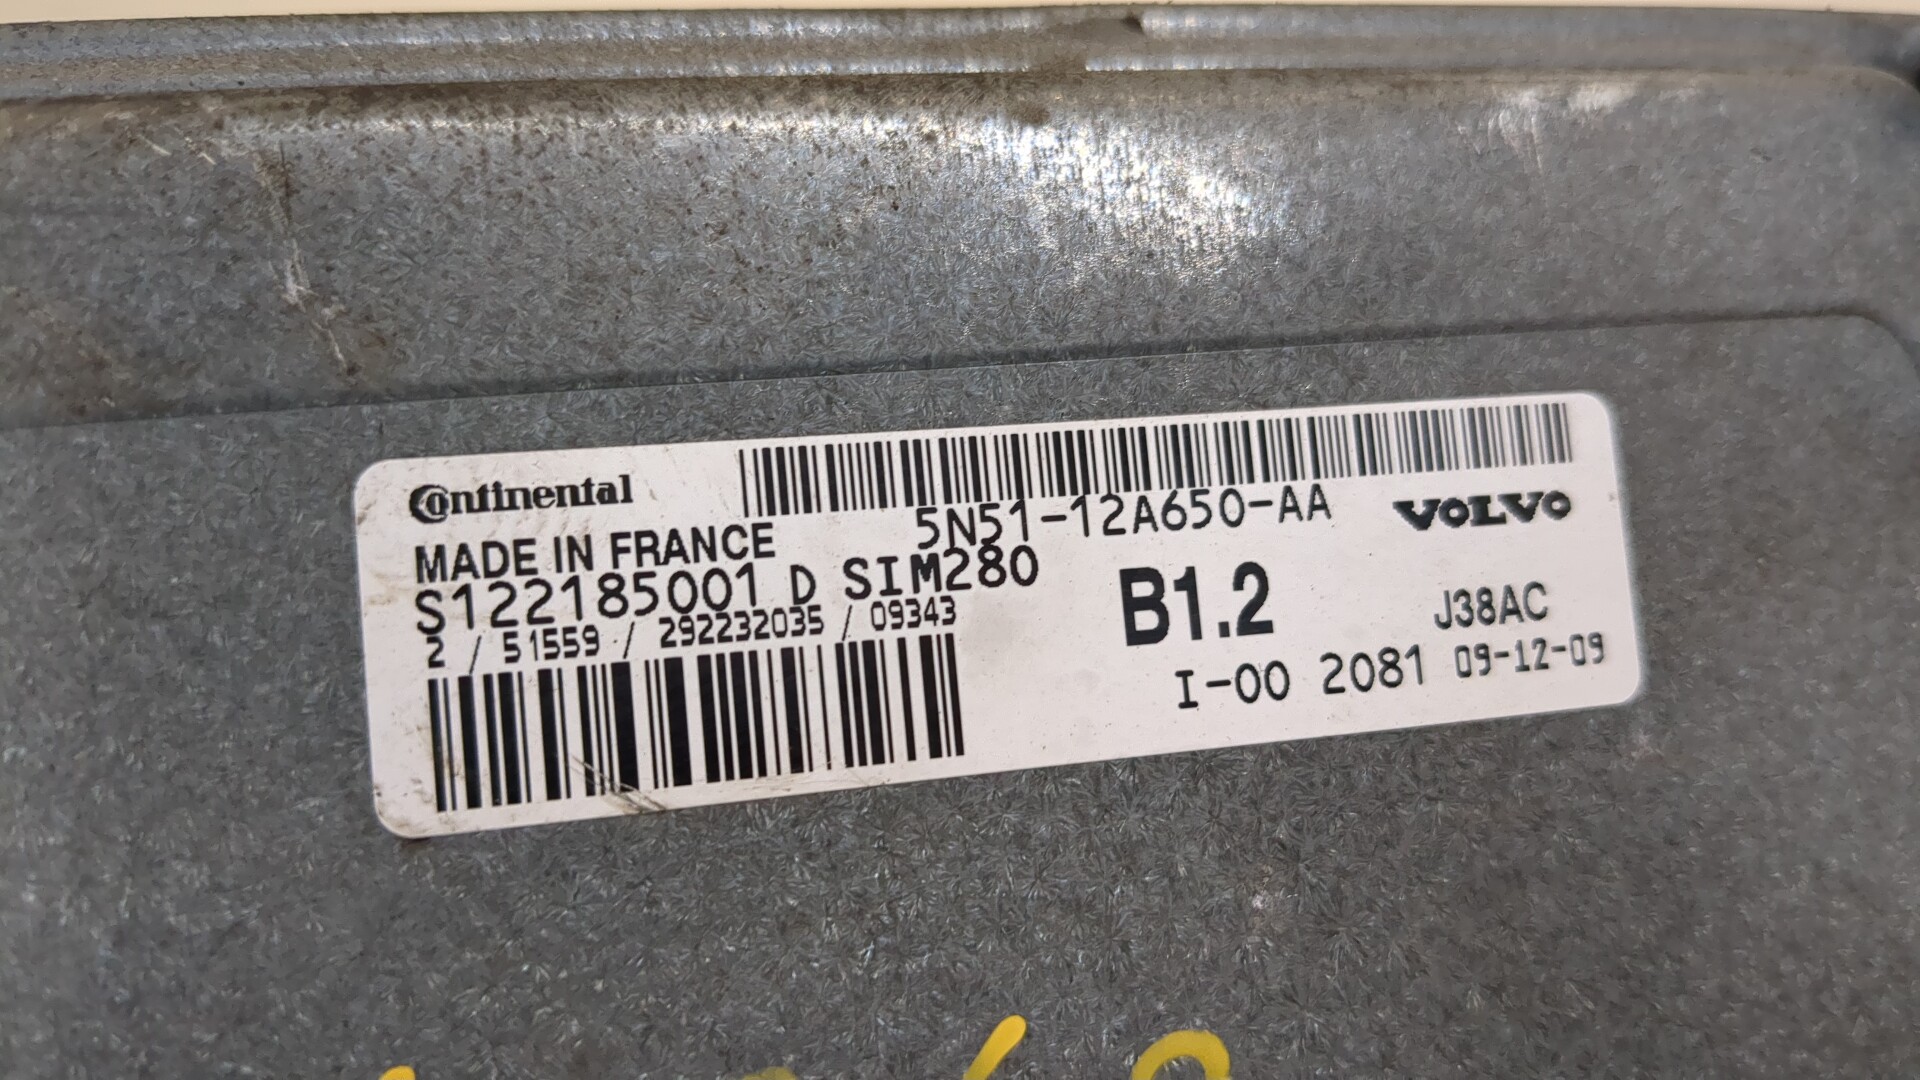 Continental
5N51-12A650-AA
VOLVO
MADE IN FRANCE
S122185001 D SIM280
2 / 51559 / 292232035 / 09343
B1.2
J38AC
I-00 2081 09-12-09